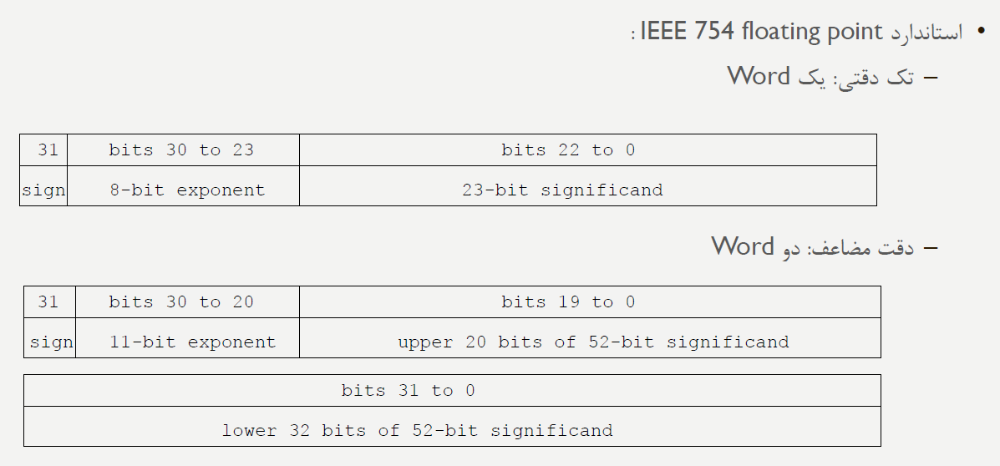 • استاندارد IEEE 754 floating point :
– تک دقتی: یک Word
31 bits 30 to 23 bits 22 to 0
sign 8-bit exponent 23-bit significand
– دقت مضاعف: دو Word
31 bits 30 to 20 bits 19 to 0
sign 11-bit exponent upper 20 bits of 52-bit significand
bits 31 to 0
lower 32 bits of 52-bit significand